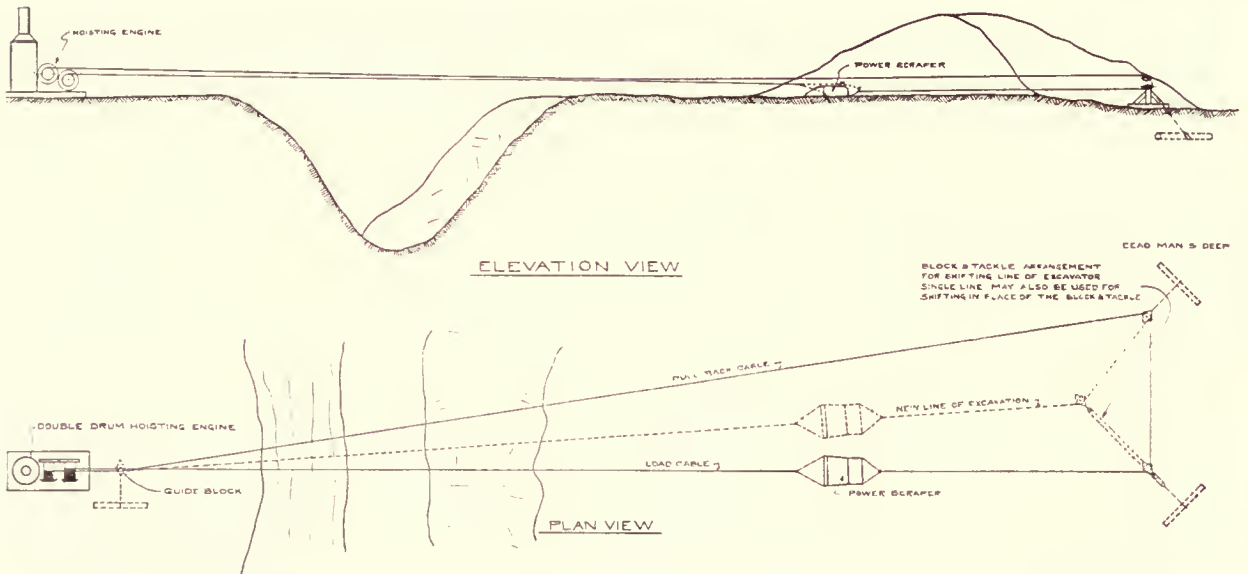 HOISTING ENGINE
POWER SCRAPER
ELEVATION VIEW
DEAD MAN 5 DEEP
BLOCK & TACKLE ARRANGEMENT
FOR SHIFTING LINE OF EXCAVATOR
SINGLE LINE MAY ALSO BE USED FOR
SHIFTING IN PLACE OF THE BLOCK & TACKLE
PULL BACK CABLE
NEW LINE OF EXCAVATION
DOUBLE DRUM HOISTING ENGINE
LOAD CABLE
GUIDE BLOCK
POWER SCRAPER
PLAN VIEW